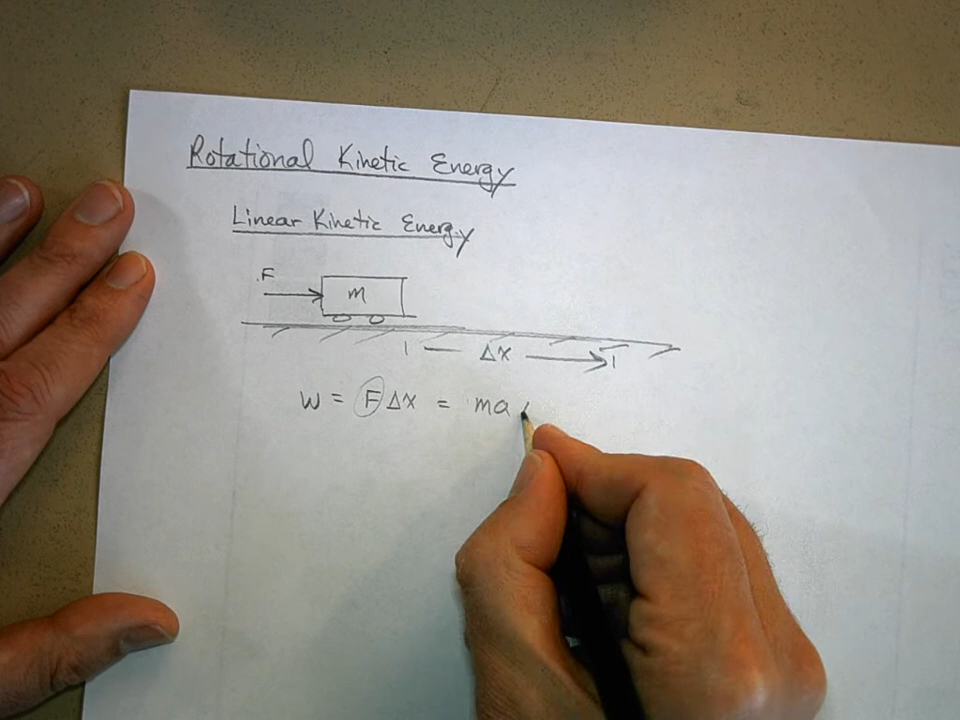 Rotational Kinetic Energy
Linear Kinetic Energy
F
m
Δx
W = F Δx = ma